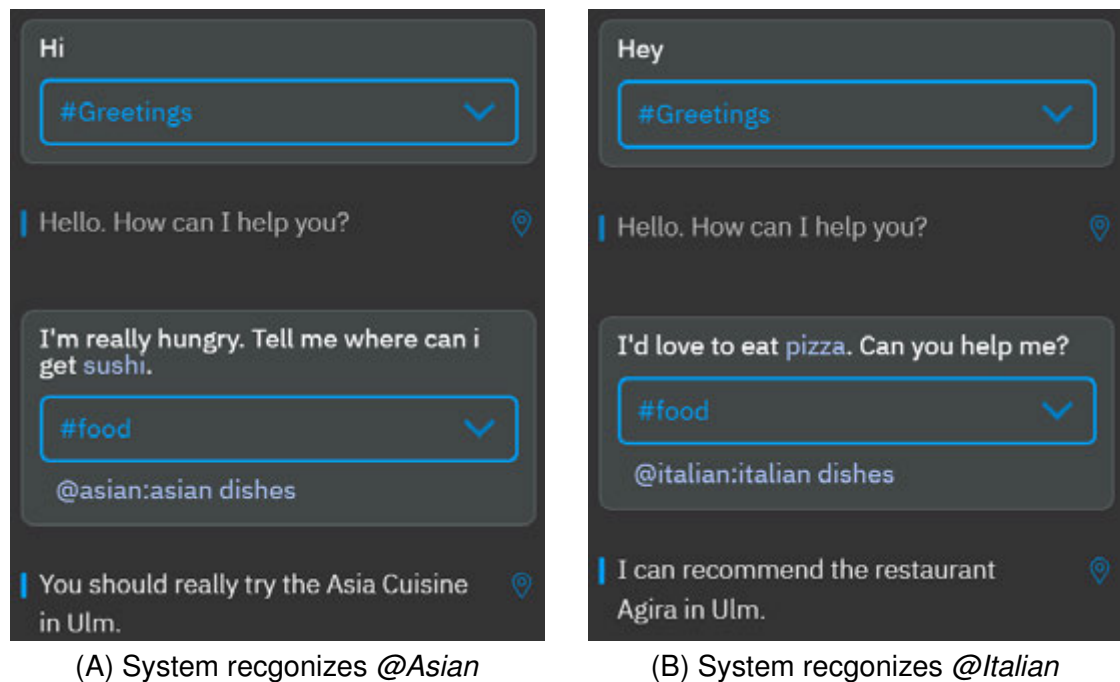 Hi
#Greetings
Hello. How can I help you?
I'm really hungry. Tell me where can i
get sushi.
#food
@asian:asian dishes
You should really try the Asia Cuisine
in Ulm.
(A) System recgonizes @Asian
Hey
#Greetings
Hello. How can I help you?
I'd love to eat pizza. Can you help me?
#food
@italian:italian dishes
I can recommend the restaurant
Agira in Ulm.
(B) System recgonizes @Italian